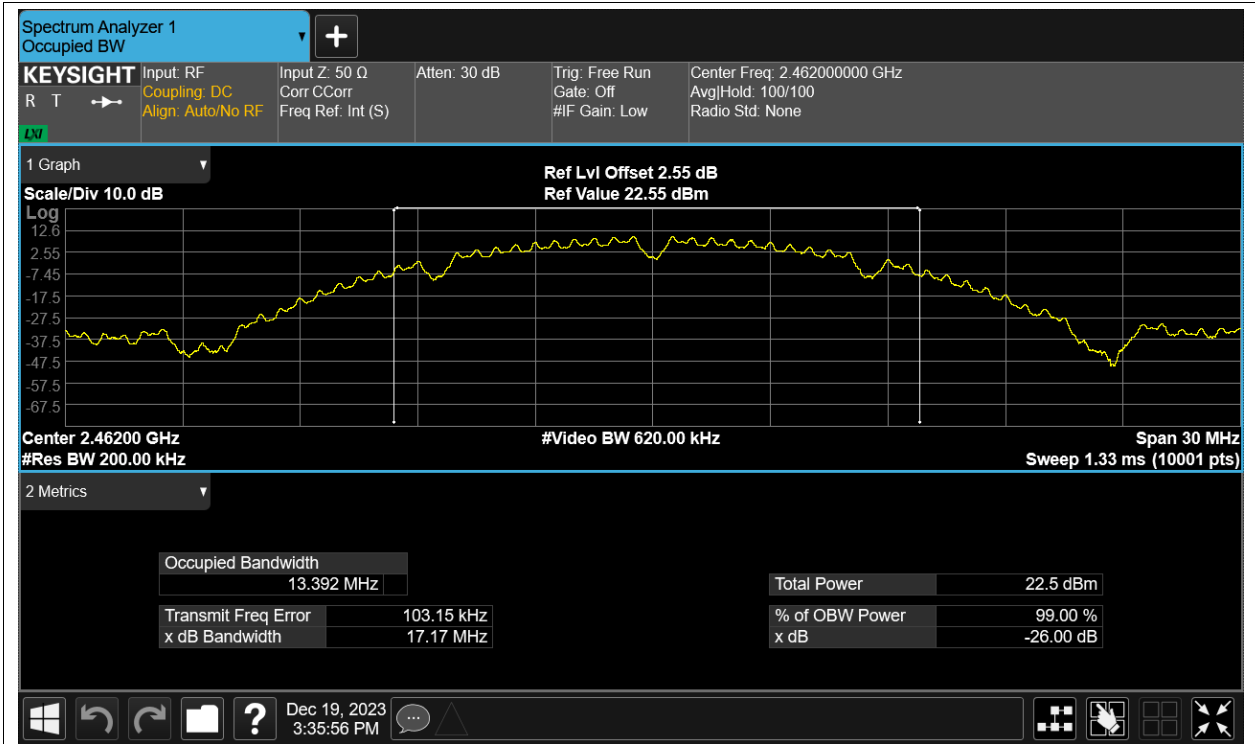 Spectrum Analyzer 1
Occupied BW
KEYSIGHT
R T
LXI
Input: RF
Coupling: DC
Align: Auto/No RF
Input Z: 50 Ω
Corr CCorr
Freq Ref: Int (S)
Atten: 30 dB
Trig: Free Run
Gate: Off
#IF Gain: Low
Center Freq: 2.462000000 GHz
Avg|Hold: 100/100
Radio Std: None
1 Graph
Scale/Div 10.0 dB
Ref Lvl Offset 2.55 dB
Ref Value 22.55 dBm
Log
12.6
2.55
-7.45
-17.5
-27.5
-37.5
-47.5
-57.5
-67.5
Center 2.46200 GHz
#Video BW 620.00 kHz
Span 30 MHz
#Res BW 200.00 kHz
Sweep 1.33 ms (10001 pts)
2 Metrics
Occupied Bandwidth
13.392 MHz
Transmit Freq Error 103.15 kHz
x dB Bandwidth 17.17 MHz
Total Power 22.5 dBm
% of OBW Power 99.00 %
x dB -26.00 dB
Dec 19, 2023
3:35:56 PM